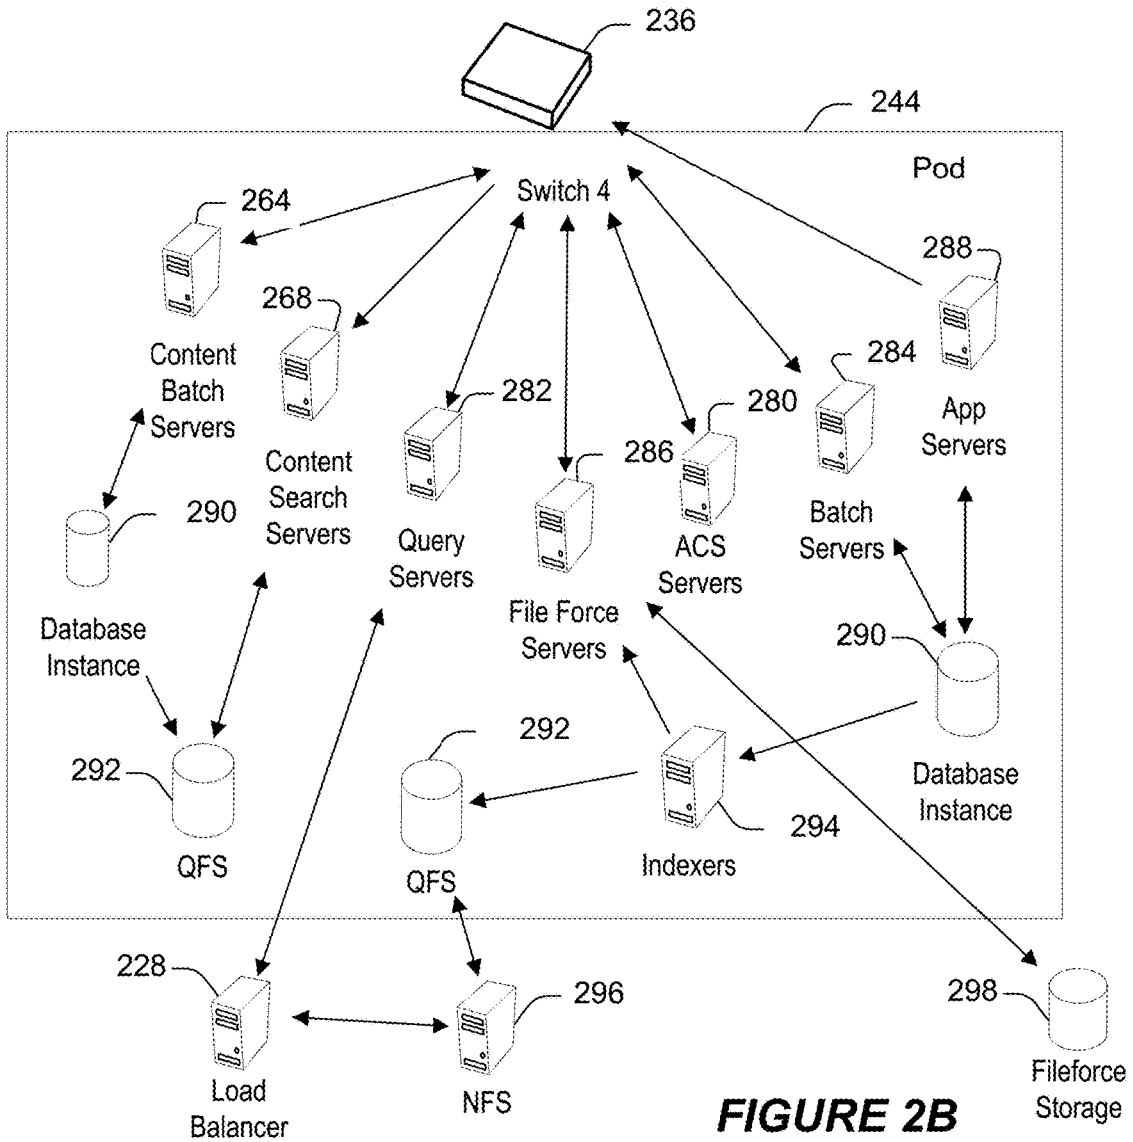 236
244
Pod
Switch 4
264
288
268
Content
Batch
Servers
282
280
284
App
Servers
286
Content
Search
Servers
290
Query
Servers
ACS
Servers
Batch
Servers
File Force
Servers
Database
Instance
290
292
292
294
Database
Instance
QFS
QFS
Indexers
228
296
298
Load
Balancer
NFS
Fileforce
Storage
FIGURE 2B